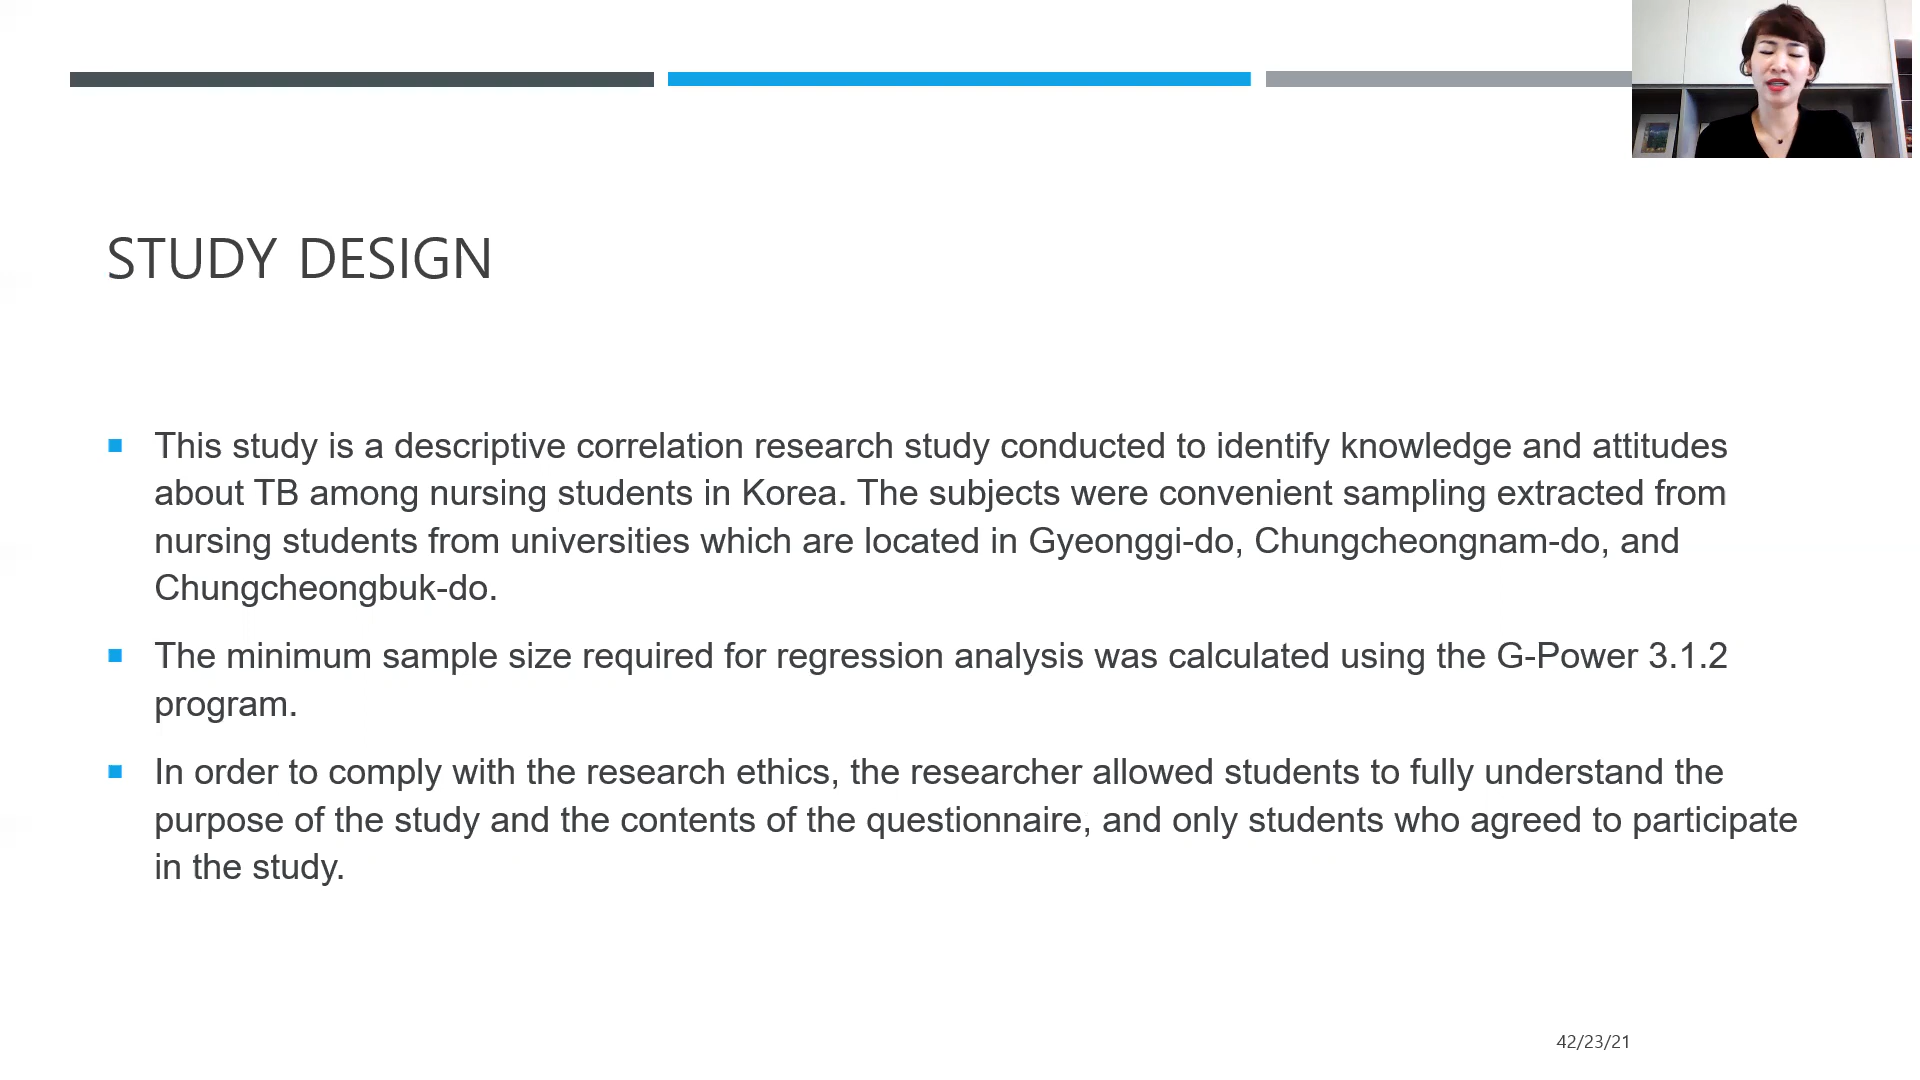 STUDY DESIGN
This study is a descriptive correlation research study conducted to identify knowledge and attitudes
about TB among nursing students in Korea. The subjects were convenient sampling extracted from
nursing students from universities which are located in Gyeonggi-do, Chungcheongnam-do, and
Chungcheongbuk-do.
The minimum sample size required for regression analysis was calculated using the G-Power 3.1.2
program.
In order to comply with the research ethics, the researcher allowed students to fully understand the
purpose of the study and the contents of the questionnaire, and only students who agreed to participate
in the study.
42/23/21